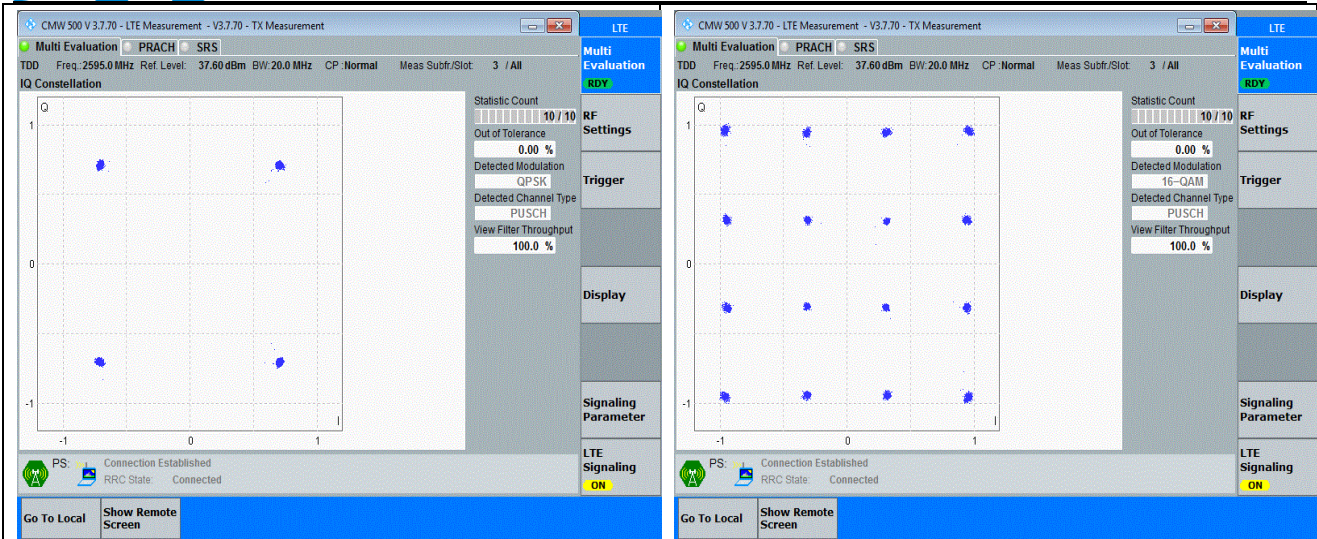 CMW 500 V 3.7.70 - LTE Measurement - V3.7.70 - TX Measurement
LTE
Multi Evaluation PRACH SRS
Multi Evaluation
RDY
TDD Freq.:2595.0 MHz Ref. Level: 37.60 dBm BW:20.0 MHz CP :Normal Meas Subfr./Slot: 3 / All
IQ Constellation
Q
1
0
-1
-1 0 1
I
Statistic Count
10 / 10
Out of Tolerance
0.00 %
Detected Modulation
QPSK
Detected Channel Type
PUSCH
View Filter Throughput
100.0 %
RF Settings
Trigger
Display
Signaling Parameter
LTE Signaling
ON
PS: Connection Established
RRC State: Connected
Go To Local
Show Remote Screen
CMW 500 V 3.7.70 - LTE Measurement - V3.7.70 - TX Measurement
LTE
Multi Evaluation PRACH SRS
Multi Evaluation
RDY
TDD Freq.:2595.0 MHz Ref. Level: 37.60 dBm BW:20.0 MHz CP :Normal Meas Subfr./Slot: 3 / All
IQ Constellation
Q
1
0
-1
-1 0 1
I
Statistic Count
10 / 10
Out of Tolerance
0.00 %
Detected Modulation
16-QAM
Detected Channel Type
PUSCH
View Filter Throughput
100.0 %
RF Settings
Trigger
Display
Signaling Parameter
LTE Signaling
ON
PS: Connection Established
RRC State: Connected
Go To Local
Show Remote Screen